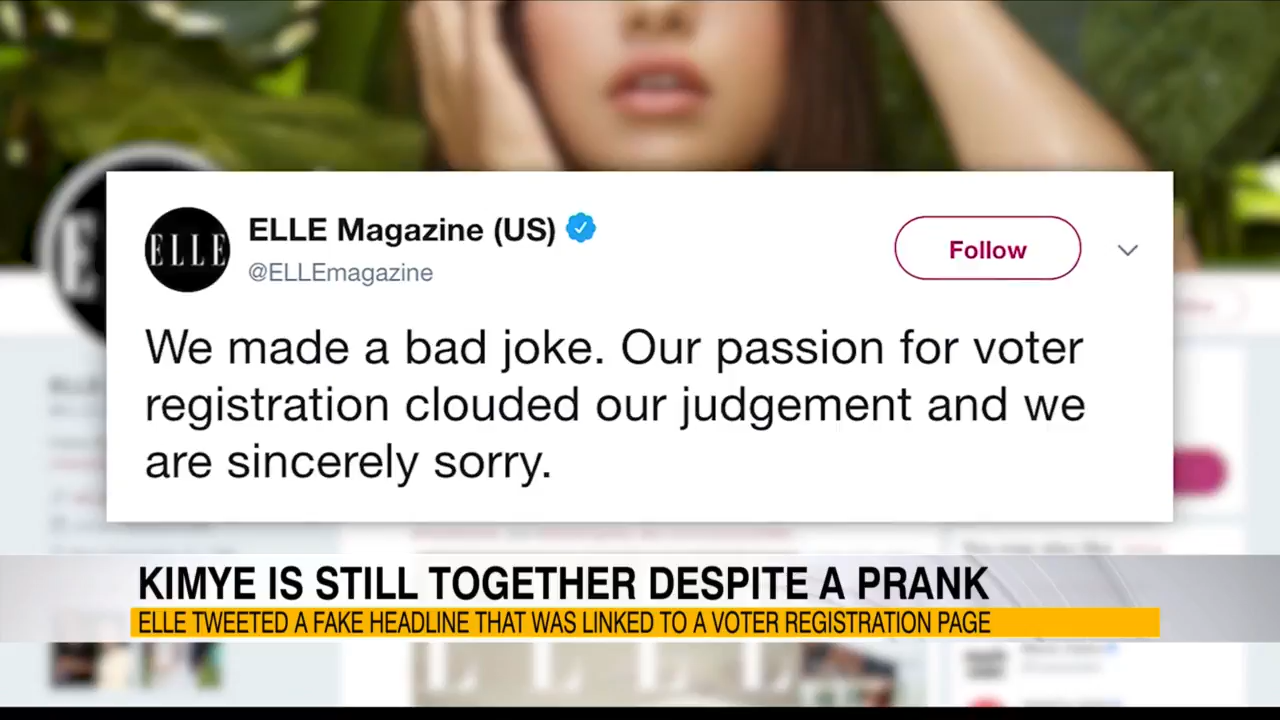 ELLE
ELLE Magazine (US)
@ELLEmagazine
Follow
We made a bad joke. Our passion for voter
registration clouded our judgement and we
are sincerely sorry.
KIMYE IS STILL TOGETHER DESPITE A PRANK
ELLE TWEETED A FAKE HEADLINE THAT WAS LINKED TO A VOTER REGISTRATION PAGE